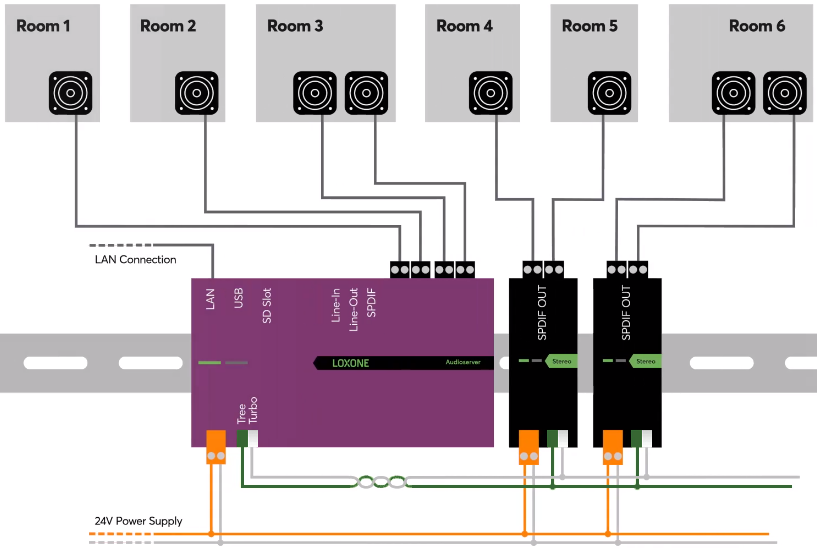 Room 1
Room 2
Room 3
Room 4
Room 5
Room 6
LAN Connection
LAN
USB
SD Slot
Line-In
Line-Out
SPDIF
SPDIF OUT
SPDIF OUT
LOXONE
Audioserver
Stereo
Stereo
Tree
Turbo
24V Power Supply